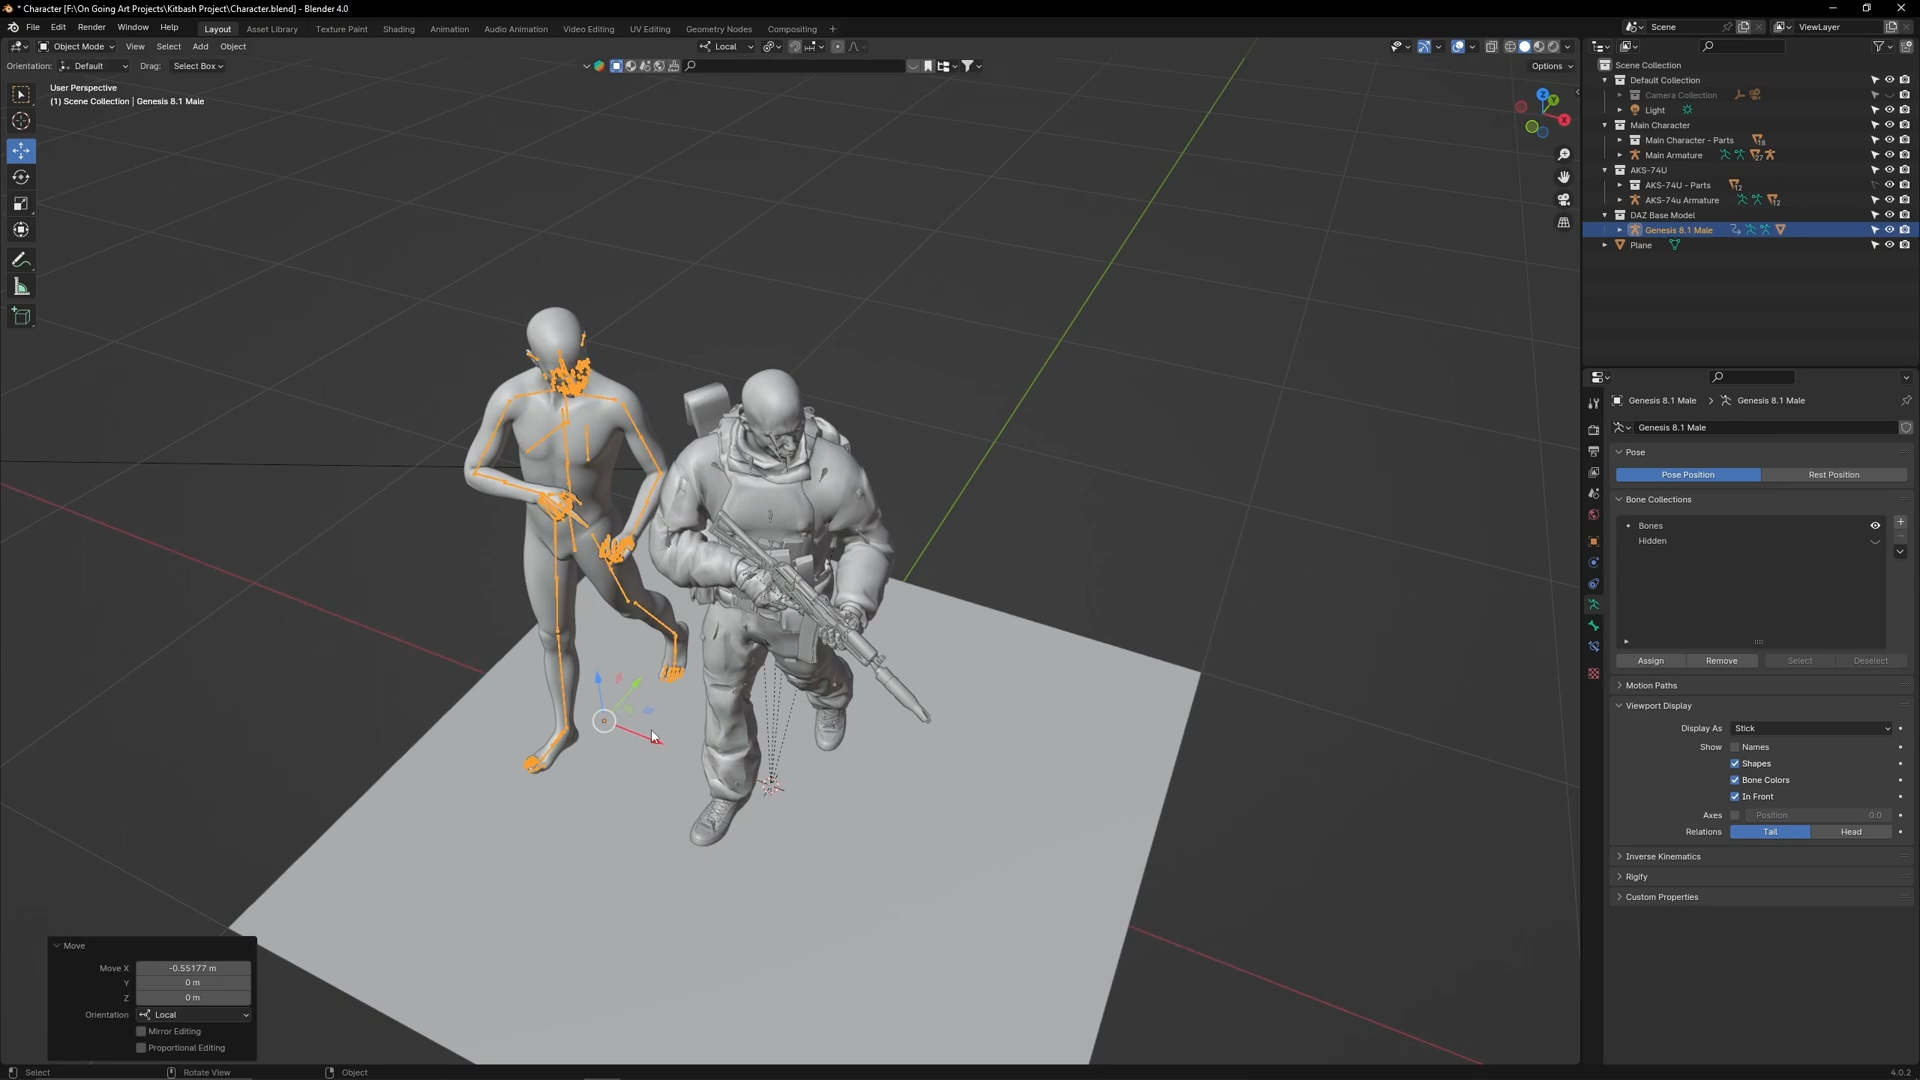 * Character [F:\On Going Art Projects\Kitbash Project\Character.blend] - Blender 4.0
File Edit Render Window Help Layout Asset Library Texture Paint Shading Animation Audio Animation Video Editing UV Editing Geometry Nodes Compositing + Scene ViewLayer
Object Mode View Select Add Object Local
Orientation: Default Drag: Select Box Options
User Perspective
(1) Scene Collection | Genesis 8.1 Male
Z
Y
X
Scene Collection
Default Collection
Camera Collection
Light
Main Character
Main Character - Parts 18
Main Armature 27
AKS-74U
AKS-74U - Parts 12
AKS-74u Armature 12
DAZ Base Model
Genesis 8.1 Male
Plane
Genesis 8.1 Male > Genesis 8.1 Male
Genesis 8.1 Male
Pose
Pose Position Rest Position
Bone Collections
Bones
Hidden
Assign Remove Select Deselect
Motion Paths
Viewport Display
Display As Stick
Show Names
Shapes
Bone Colors
In Front
Axes Position 0.0
Relations Tail Head
Inverse Kinematics
Rigify
Custom Properties
Move
Move X -0.55177 m
Y 0 m
Z 0 m
Orientation Local
Mirror Editing
Proportional Editing
Select Rotate View Object 4.0.2